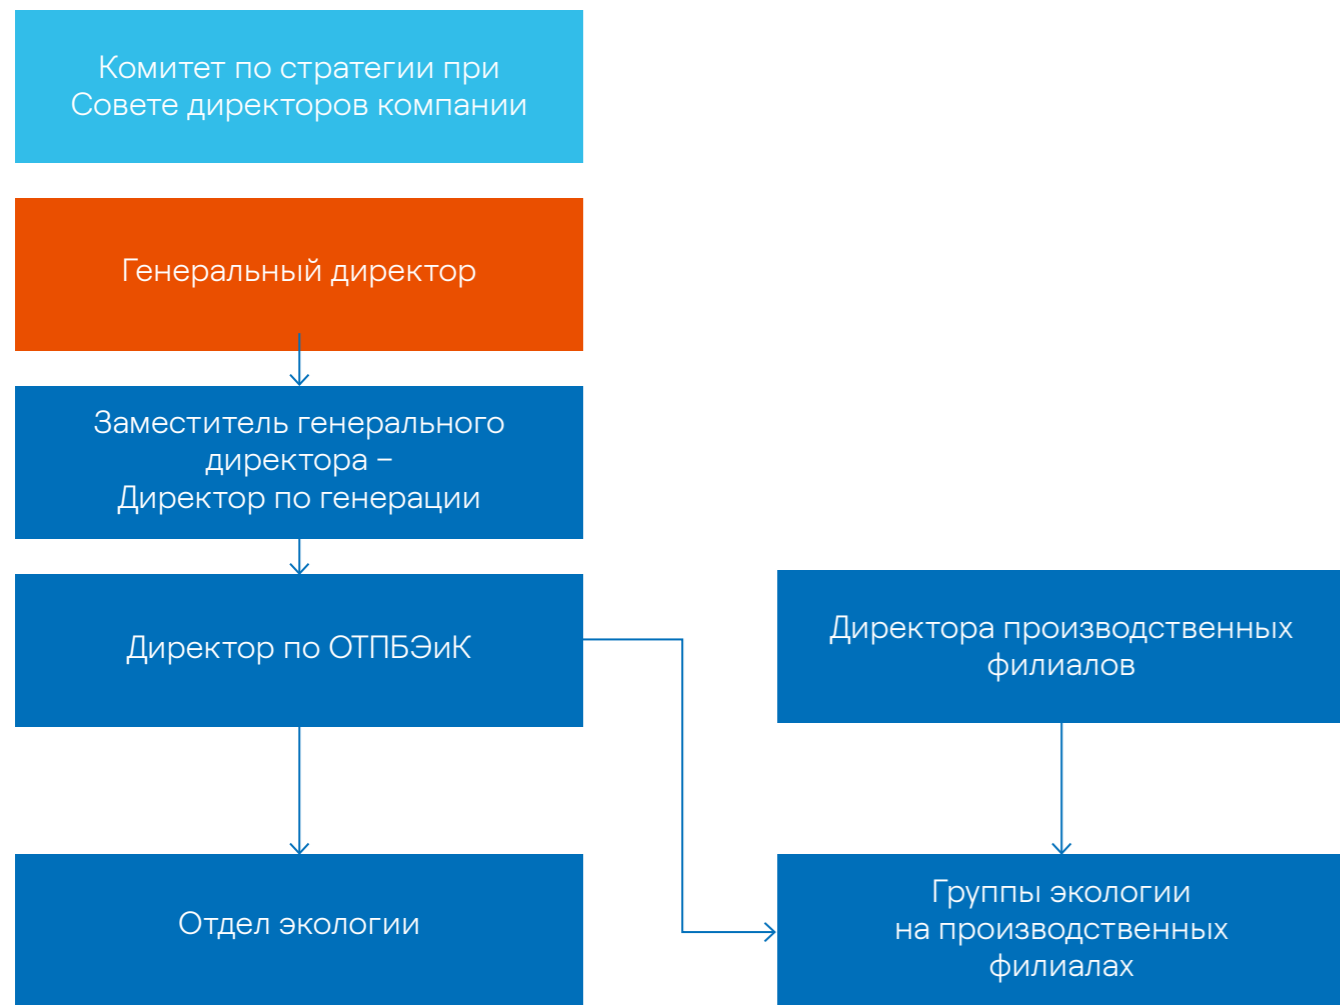 Комитет по стратегии при
Совете директоров компании
Генеральный директор
Заместитель генерального
директора –
Директор по генерации
Директор по ОТПБЭиК
Директора производственных
филиалов
Отдел экологии
Группы экологии
на производственных
филиалах